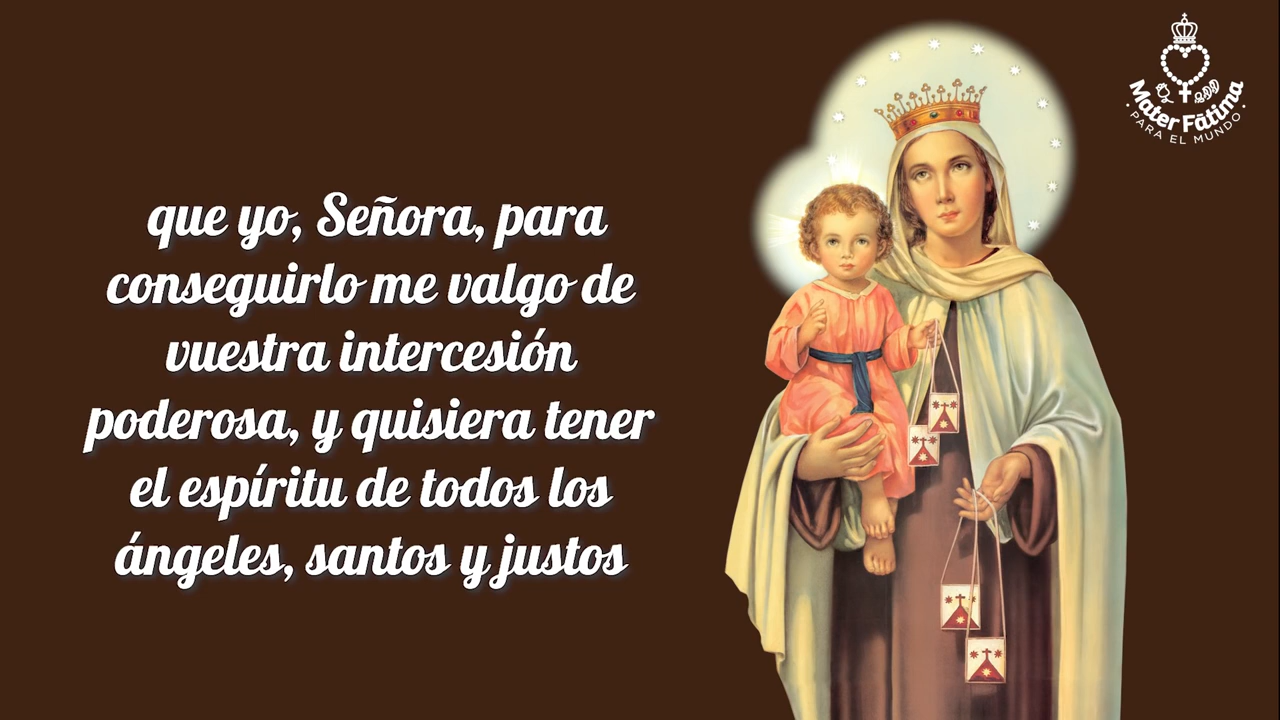 que yo, Señora, para
conseguirlo me valgo de
vuestra intercesión
poderosa, y quisiera tener
el espíritu de todos los
ángeles, santos y justos
Mater Fātima
· PARA EL MUNDO ·